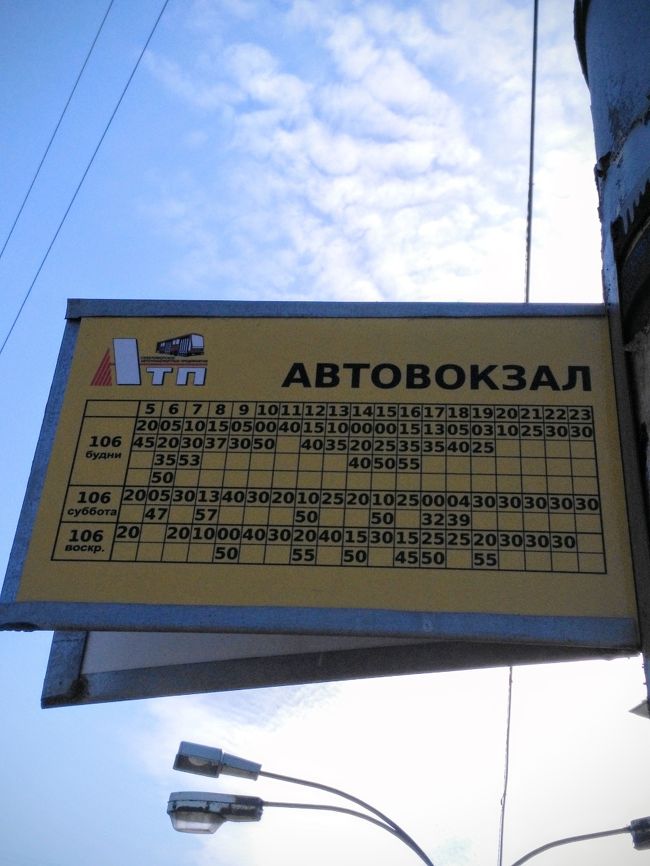 АТП
АВТОВОКЗАЛ
5 6 7 8 9 10 11 12 13 14 15 16 17 18 19 20 21 22 23
106 будни
20 05 10 15 05 00 40 15 10 00 00 15 13 05 03 10 25 30 30
45 20 30 37 30 50 40 35 20 25 35 35 40 25
35 53 40 50 55
50
106 суббота
20 05 30 13 40 30 20 10 25 20 10 25 00 04 30 30 30 30 30
47 57 50 50 32 39
106 воскр.
20 20 10 00 40 30 20 40 15 30 15 25 25 20 30 30 30
50 55 50 45 50 55